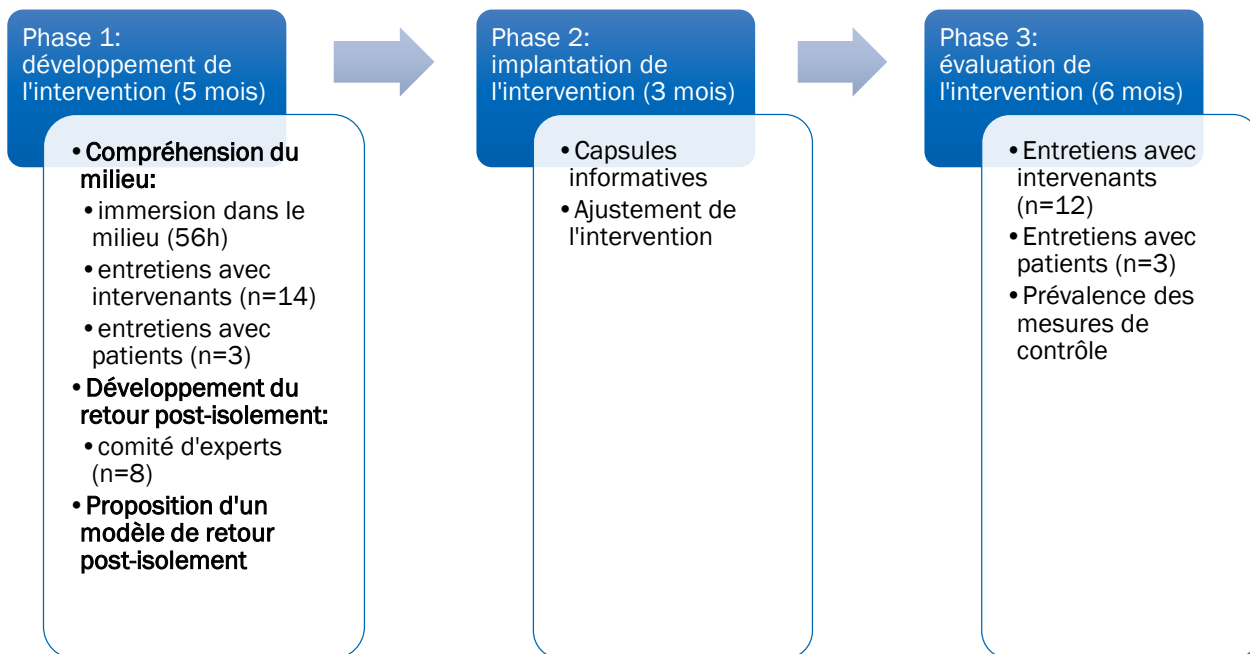 Phase 1:
développement de
l'intervention (5 mois)
• Compréhension du
milieu:
• immersion dans le
milieu (56h)
• entretiens avec
intervenants (n=14)
• entretiens avec
patients (n=3)
• Développement du
retour post-isolement:
• comité d'experts
(n=8)
• Proposition d'un
modèle de retour
post-isolement
Phase 2:
implantation de
l'intervention (3 mois)
• Capsules
informatives
• Ajustement de
l'intervention
Phase 3:
évaluation de
l'intervention (6 mois)
• Entretiens avec
intervenants
(n=12)
• Entretiens avec
patients (n=3)
• Prévalence des
mesures de
contrôle